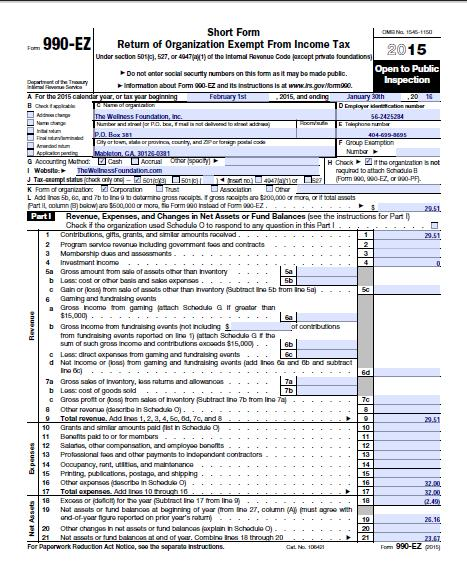 Form 990-EZ
Short Form
Return of Organization Exempt From Income Tax
Under section 501(c), 527, or 4947(a)(1) of the Internal Revenue Code (except private foundations)
▶ Do not enter social security numbers on this form as it may be made public.
▶ Information about Form 990-EZ and its instructions is at www.irs.gov/form990.
OMB No. 1545-1150
2015
Open to Public Inspection
Department of the Treasury
Internal Revenue Service
A For the 2015 calendar year, or tax year beginning February 1st , 2015, and ending January 30th , 20 16
B Check if applicable:
Address change
Name change
Initial return
Final return/terminated
Amended return
Application pending
C Name of organization
The Wellness Foundation, Inc.
Number and street (or P.O. box, if mail is not delivered to street address) Room/suite
P.O. Box 381
City or town, state or province, country, and ZIP or foreign postal code
Mableton, GA, 30126-0381
D Employer identification number
56-2425284
E Telephone number
404-699-8695
F Group Exemption
Number ▶
G Accounting Method: Cash Accrual Other (specify) ▶
H Check ▶ if the organization is not
required to attach Schedule B
(Form 990, 990-EZ, or 990-PF).
I Website: ▶ TheWellnessFoundation.com
J Tax-exempt status (check only one) — 501(c)(3) 501(c) ( ) ◀ (insert no.) 4947(a)(1) or 527
K Form of organization: Corporation Trust Association Other
L Add lines 5b, 6c, and 7b to line 9 to determine gross receipts. If gross receipts are $200,000 or more, or if total assets
(Part II, column (B) below) are $500,000 or more, file Form 990 instead of Form 990-EZ ▶ $ 29.51
Part I Revenue, Expenses, and Changes in Net Assets or Fund Balances (see the instructions for Part I)
Check if the organization used Schedule O to respond to any question in this Part I
Revenue
1 Contributions, gifts, grants, and similar amounts received 1 29.51
2 Program service revenue including government fees and contracts 2
3 Membership dues and assessments 3
4 Investment income 4 0
5a Gross amount from sale of assets other than inventory 5a
b Less: cost or other basis and sales expenses 5b
c Gain or (loss) from sale of assets other than inventory (Subtract line 5b from line 5a) 5c
6 Gaming and fundraising events
a Gross income from gaming (attach Schedule G if greater than
$15,000) 6a
b Gross income from fundraising events (not including $ of contributions
from fundraising events reported on line 1) (attach Schedule G if the
sum of such gross income and contributions exceeds $15,000) 6b
c Less: direct expenses from gaming and fundraising events 6c
d Net income or (loss) from gaming and fundraising events (add lines 6a and 6b and subtract
line 6c) 6d
7a Gross sales of inventory, less returns and allowances 7a
b Less: cost of goods sold 7b
c Gross profit or (loss) from sales of inventory (Subtract line 7b from line 7a) 7c
8 Other revenue (describe in Schedule O) 8
9 Total revenue. Add lines 1, 2, 3, 4, 5c, 6d, 7c, and 8 ▶ 9 29.51
Expenses
10 Grants and similar amounts paid (list in Schedule O) 10
11 Benefits paid to or for members 11
12 Salaries, other compensation, and employee benefits 12
13 Professional fees and other payments to independent contractors 13
14 Occupancy, rent, utilities, and maintenance 14
15 Printing, publications, postage, and shipping 15
16 Other expenses (describe in Schedule O) 16 32.00
17 Total expenses. Add lines 10 through 16 ▶ 17 32.00
Net Assets
18 Excess or (deficit) for the year (Subtract line 17 from line 9) 18 (2.49)
19 Net assets or fund balances at beginning of year (from line 27, column (A)) (must agree with
end-of-year figure reported on prior year's return) 19 26.16
20 Other changes in net assets or fund balances (explain in Schedule O) 20
21 Net assets or fund balances at end of year. Combine lines 18 through 20 ▶ 21 23.67
For Paperwork Reduction Act Notice, see the separate instructions. Cat. No. 10642I Form 990-EZ (2015)